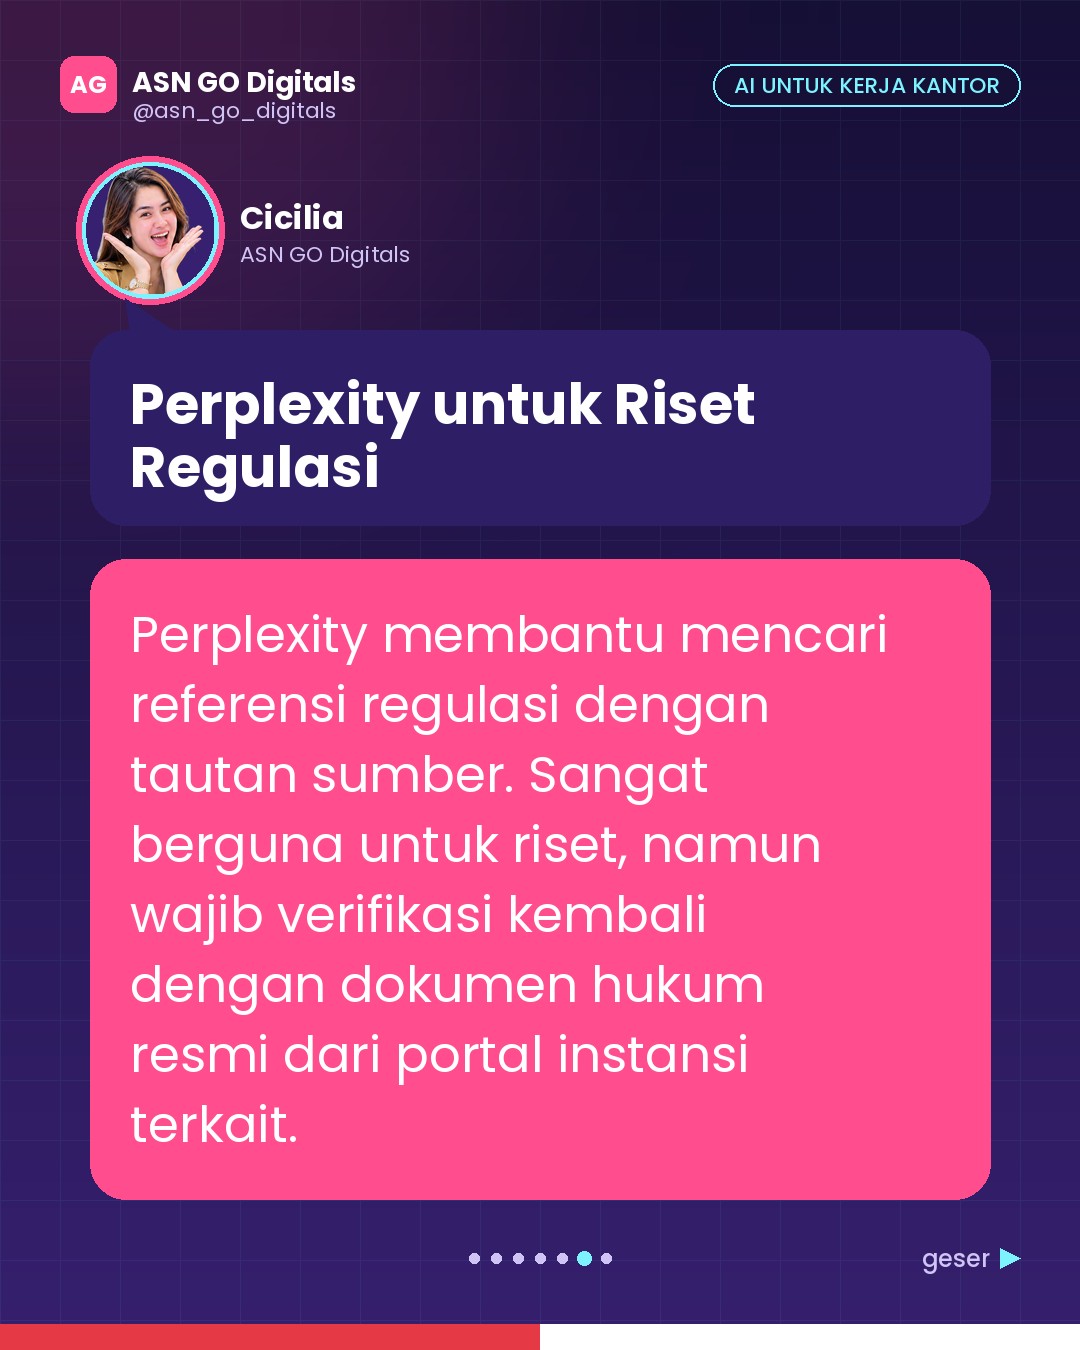 AG
ASN GO Digitals
@asn_go_digitals
AI UNTUK KERJA KANTOR
Cicilia
ASN GO Digitals
Perplexity untuk Riset
Regulasi
Perplexity membantu mencari
referensi regulasi dengan
tautan sumber. Sangat
berguna untuk riset, namun
wajib verifikasi kembali
dengan dokumen hukum
resmi dari portal instansi
terkait.
geser